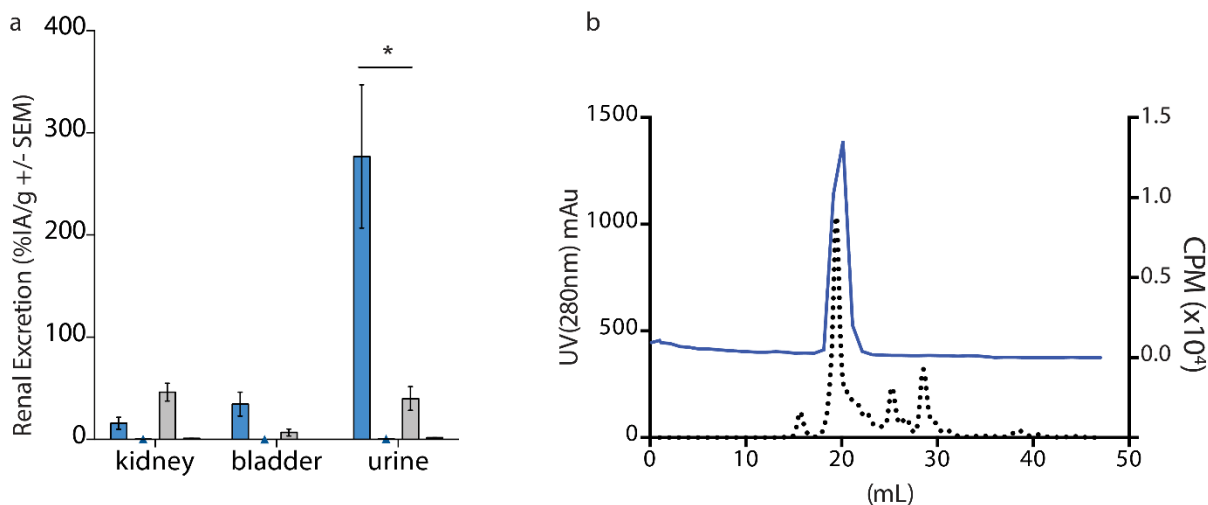 a
Renal Excretion (%IA/g +/- SEM)
400
300
200
100
0
*
kidney
bladder
urine
b
UV(280nm) mAu
1500
1000
500
0
1.5
1.0
0.5
0.0
CPM (x10⁴)
0
10
20
30
40
50
(mL)